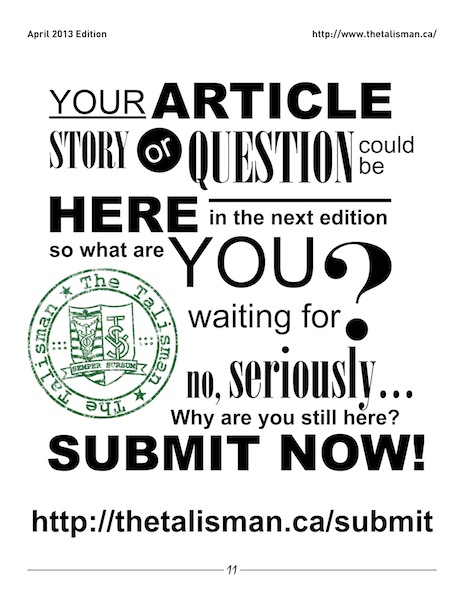 April 2013 Edition
http://www.thetalisman.ca/
YOUR ARTICLE
STORY or QUESTION could be
HERE in the next edition
so what are YOU
waiting for?
The Talisman
The Talisman
SEMPER SURSUM
no, seriously...
Why are you still here?
SUBMIT NOW!
http://thetalisman.ca/submit
11